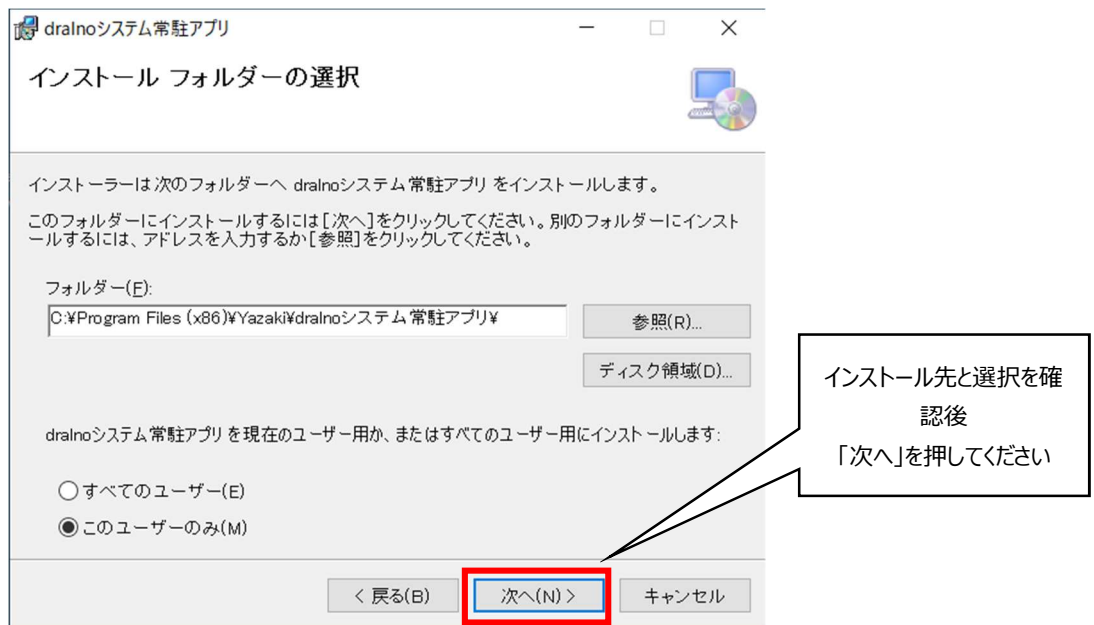 dralnoシステム常駐アプリ
インストール フォルダーの選択
インストーラーは次のフォルダーへ dralnoシステム常駐アプリ をインストールします。
このフォルダーにインストールするには[次へ]をクリックしてください。別のフォルダーにインスト
ールするには、アドレスを入力するか[参照]をクリックしてください。
フォルダー(F):
C:¥Program Files (x86)¥Yazaki¥dralnoシステム常駐アプリ¥
参照(R)...
ディスク領域(D)...
dralnoシステム常駐アプリ を現在のユーザー用か、またはすべてのユーザー用にインストールします:
すべてのユーザー(E)
このユーザーのみ(M)
< 戻る(B)
次へ(N) >
キャンセル
インストール先と選択を確
認後
「次へ」を押してください